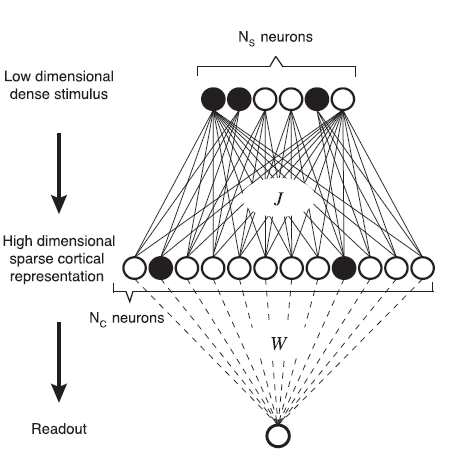 N_S neurons
Low dimensional
dense stimulus
J
High dimensional
sparse cortical
representation
N_C neurons
W
Readout